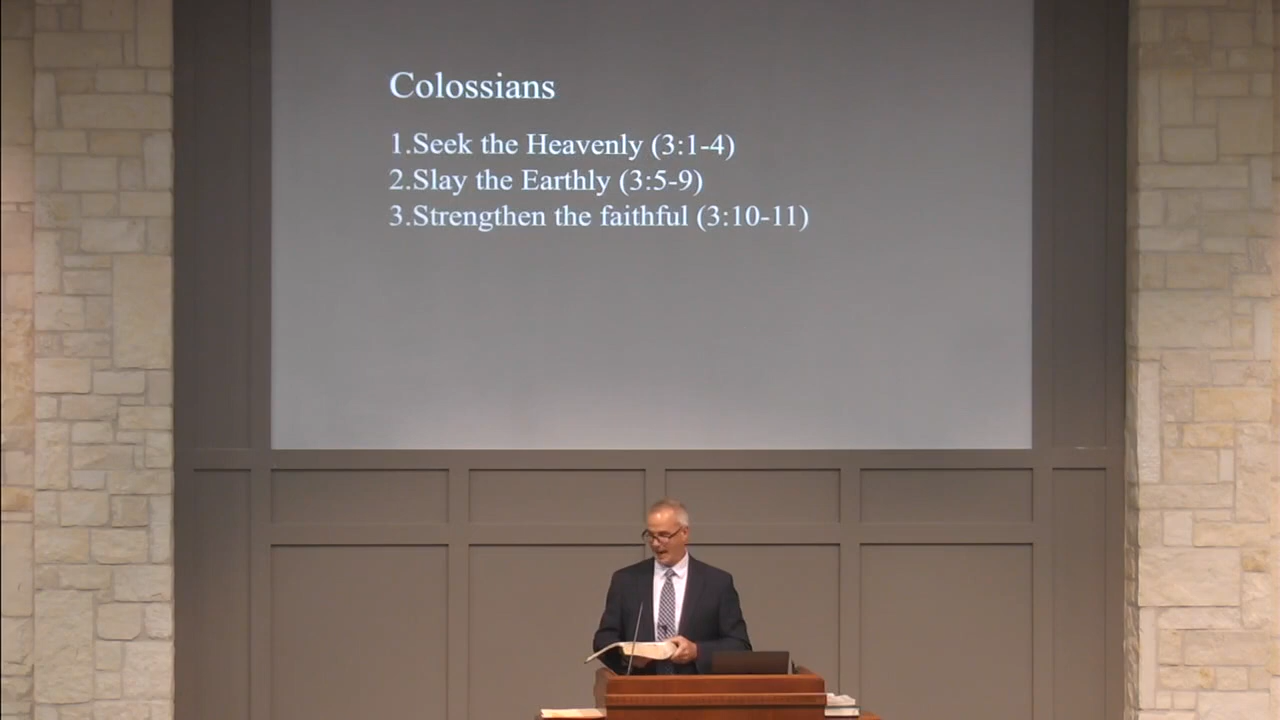 Colossians
1.Seek the Heavenly (3:1-4)
2.Slay the Earthly (3:5-9)
3.Strengthen the faithful (3:10-11)